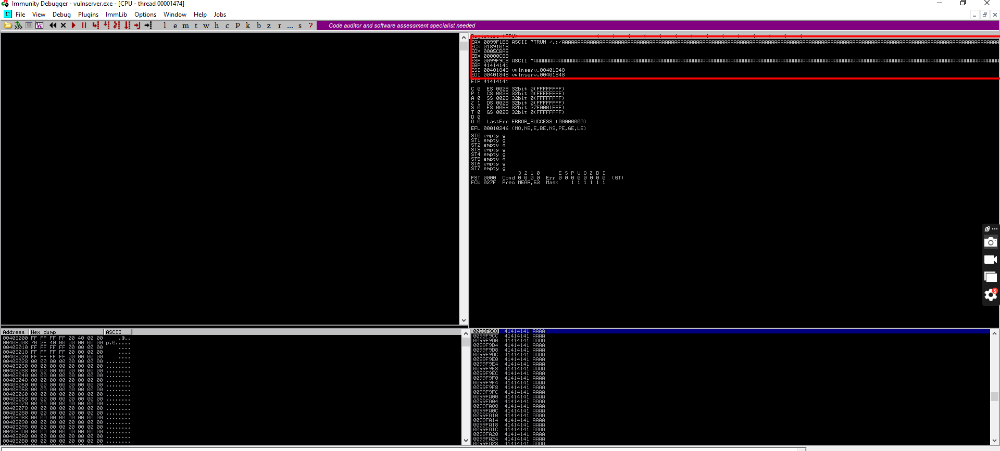 Immunity Debugger - vulnserver.exe - [CPU - thread 00001474]
C File View Debug Plugins ImmLib Options Window Help Jobs
l e m t w h c p k b z r ... s ? Code auditor and software assessment specialist needed
Registers (FPU)
EAX 0099F1E8 ASCII "TRUN /.:/
ECX 01891018
EDX 0005CBA5
EBX 00000C88
ESP 0099F9C8 ASCII
EBP 41414141
ESI 00401848 vulnserv.00401848
EDI 00401848 vulnserv.00401848
EIP 41414141
C 0 ES 002B 32bit 0(FFFFFFFF)
P 1 CS 0023 32bit 0(FFFFFFFF)
A 0 SS 002B 32bit 0(FFFFFFFF)
Z 1 DS 002B 32bit 0(FFFFFFFF)
S 0 FS 0053 32bit 27F000(FFF)
T 0 GS 002B 32bit 0(FFFFFFFF)
D 0
O 0 LastErr ERROR_SUCCESS (00000000)
EFL 00010246 (NO,NB,E,BE,NS,PE,GE,LE)
ST0 empty g
ST1 empty g
ST2 empty g
ST3 empty g
ST4 empty g
ST5 empty g
ST6 empty g
ST7 empty g
3 2 1 0 E S P U O Z D I
FST 0000 Cond 0 0 0 0 Err 0 0 0 0 0 0 0 0 (GT)
FCW 027F Prec NEAR,53 Mask 1 1 1 1 1 1
5
Address Hex dump ASCII
00403000 FF FF FF FF 00 40 00 00 .@..
00403008 70 2E 40 00 00 00 00 00 p.@.....
00403010 FF FF FF FF 00 00 00 00 ....
00403018 FF FF FF FF 00 00 00 00 ....
00403020 FF FF FF FF 00 00 00 00 ....
00403028 00 00 00 00 00 00 00 00 ........
00403030 00 00 00 00 00 00 00 00 ........
00403038 00 00 00 00 00 00 00 00 ........
00403040 00 00 00 00 00 00 00 00 ........
00403048 00 00 00 00 00 00 00 00 ........
00403050 00 00 00 00 00 00 00 00 ........
00403058 00 00 00 00 00 00 00 00 ........
00403060 00 00 00 00 00 00 00 00 ........
00403068 00 00 00 00 00 00 00 00 ........
00403070 00 00 00 00 00 00 00 00 ........
00403078 00 00 00 00 00 00 00 00 ........
00403080 00 00 00 00 00 00 00 00 ........
00403088 00 00 00 00 00 00 00 00 ........
00403090 00 00 00 00 00 00 00 00 ........
00403098 00 00 00 00 00 00 00 00 ........
004030A0 00 00 00 00 00 00 00 00 ........
004030A8 00 00 00 00 00 00 00 00 ........
004030B0 00 00 00 00 00 00 00 00 ........
0099F9C8 41414141 AAAA
0099F9CC 41414141 AAAA
0099F9D0 41414141 AAAA
0099F9D4 41414141 AAAA
0099F9D8 41414141 AAAA
0099F9DC 41414141 AAAA
0099F9E0 41414141 AAAA
0099F9E4 41414141 AAAA
0099F9E8 41414141 AAAA
0099F9EC 41414141 AAAA
0099F9F0 41414141 AAAA
0099F9F4 41414141 AAAA
0099F9F8 41414141 AAAA
0099F9FC 41414141 AAAA
0099FA00 41414141 AAAA
0099FA04 41414141 AAAA
0099FA08 41414141 AAAA
0099FA0C 41414141 AAAA
0099FA10 41414141 AAAA
0099FA14 41414141 AAAA
0099FA18 41414141 AAAA
0099FA1C 41414141 AAAA
0099FA20 41414141 AAAA
0099FA24 41414141 AAAA
0099FA28 41414141 AAAA